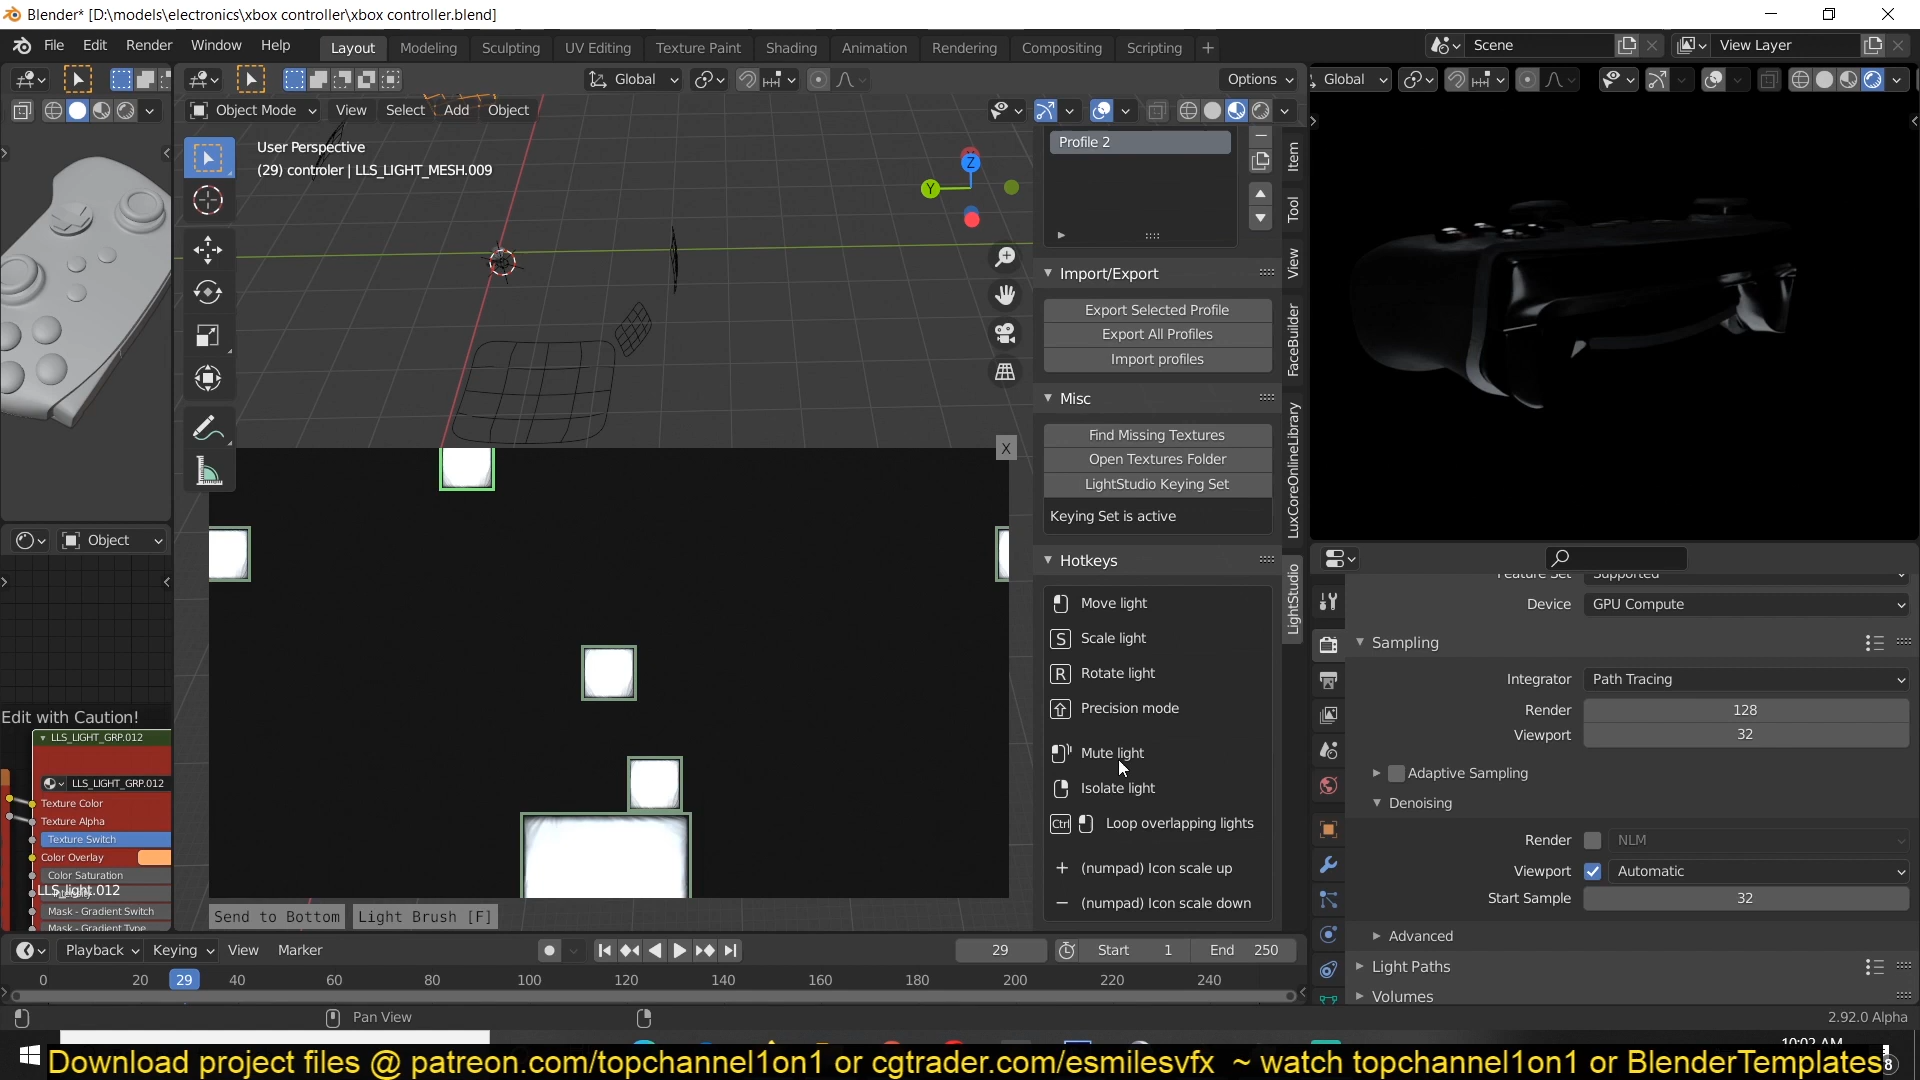 Blender* [D:\models\electronics\xbox controller\xbox controller.blend]
File Edit Render Window Help Layout Modeling Sculpting UV Editing Texture Paint Shading Animation Rendering Compositing Scripting + Scene View Layer
Global Options Global
Object Mode View Select Add Object
User Perspective
(29) controler | LLS_LIGHT_MESH.009
Z
Y
Profile 2
Import/Export
Export Selected Profile
Export All Profiles
Import profiles
Misc
Find Missing Textures
Open Textures Folder
LightStudio Keying Set
Keying Set is active
Hotkeys
Move light
S Scale light
R Rotate light
Precision mode
Mute light
Isolate light
Ctrl Loop overlapping lights
+ (numpad) Icon scale up
− (numpad) Icon scale down
Item
Tool
View
FaceBuilder
LuxCoreOnlineLibrary
LightStudio
X
Send to Bottom Light Brush [F]
Object
Edit with Caution!
LLS_LIGHT_GRP.012
LLS_LIGHT_GRP.012
Texture Color
Texture Alpha
Texture Switch
Color Overlay
Color Saturation
LLS_light.012
Mask - Gradient Switch
Mask - Gradient Type
Feature Set Supported
Device GPU Compute
Sampling
Integrator Path Tracing
Render 128
Viewport 32
Adaptive Sampling
Denoising
Render NLM
Viewport Automatic
Start Sample 32
Advanced
Light Paths
Volumes
Playback Keying View Marker 29 Start 1 End 250
0 20 29 40 60 80 100 120 140 160 180 200 220 240
Pan View 2.92.0 Alpha
10:02 AM
Download project files @ patreon.com/topchannel1on1 or cgtrader.com/esmilesvfx ~ watch topchannel1on1 or BlenderTemplates